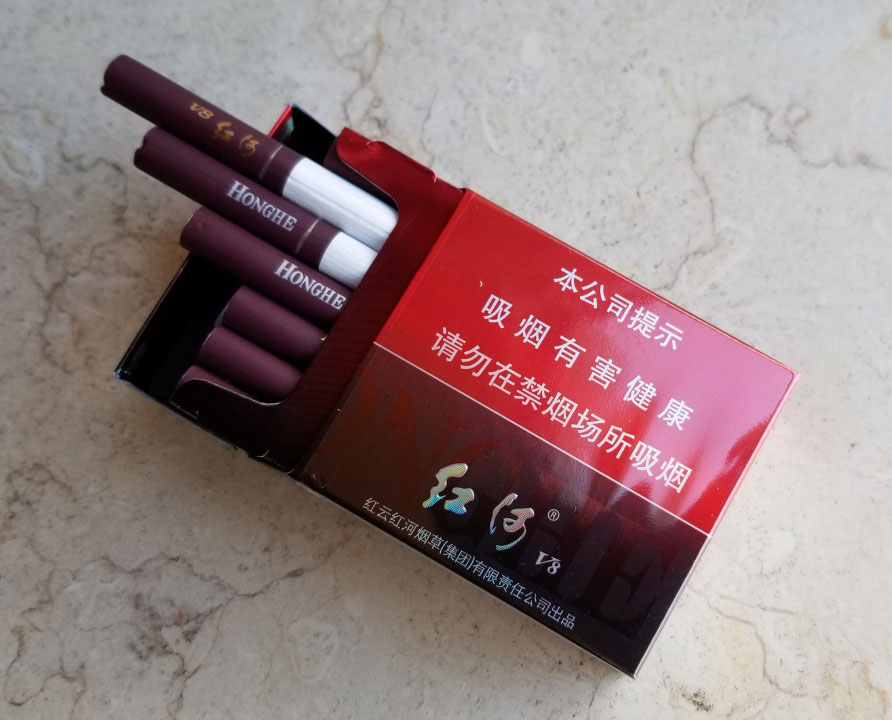 V8 红河
HONGHE
HONGHE
本公司提示
吸烟有害健康
请勿在禁烟场所吸烟
红河® V8
红云红河烟草(集团)有限责任公司出品